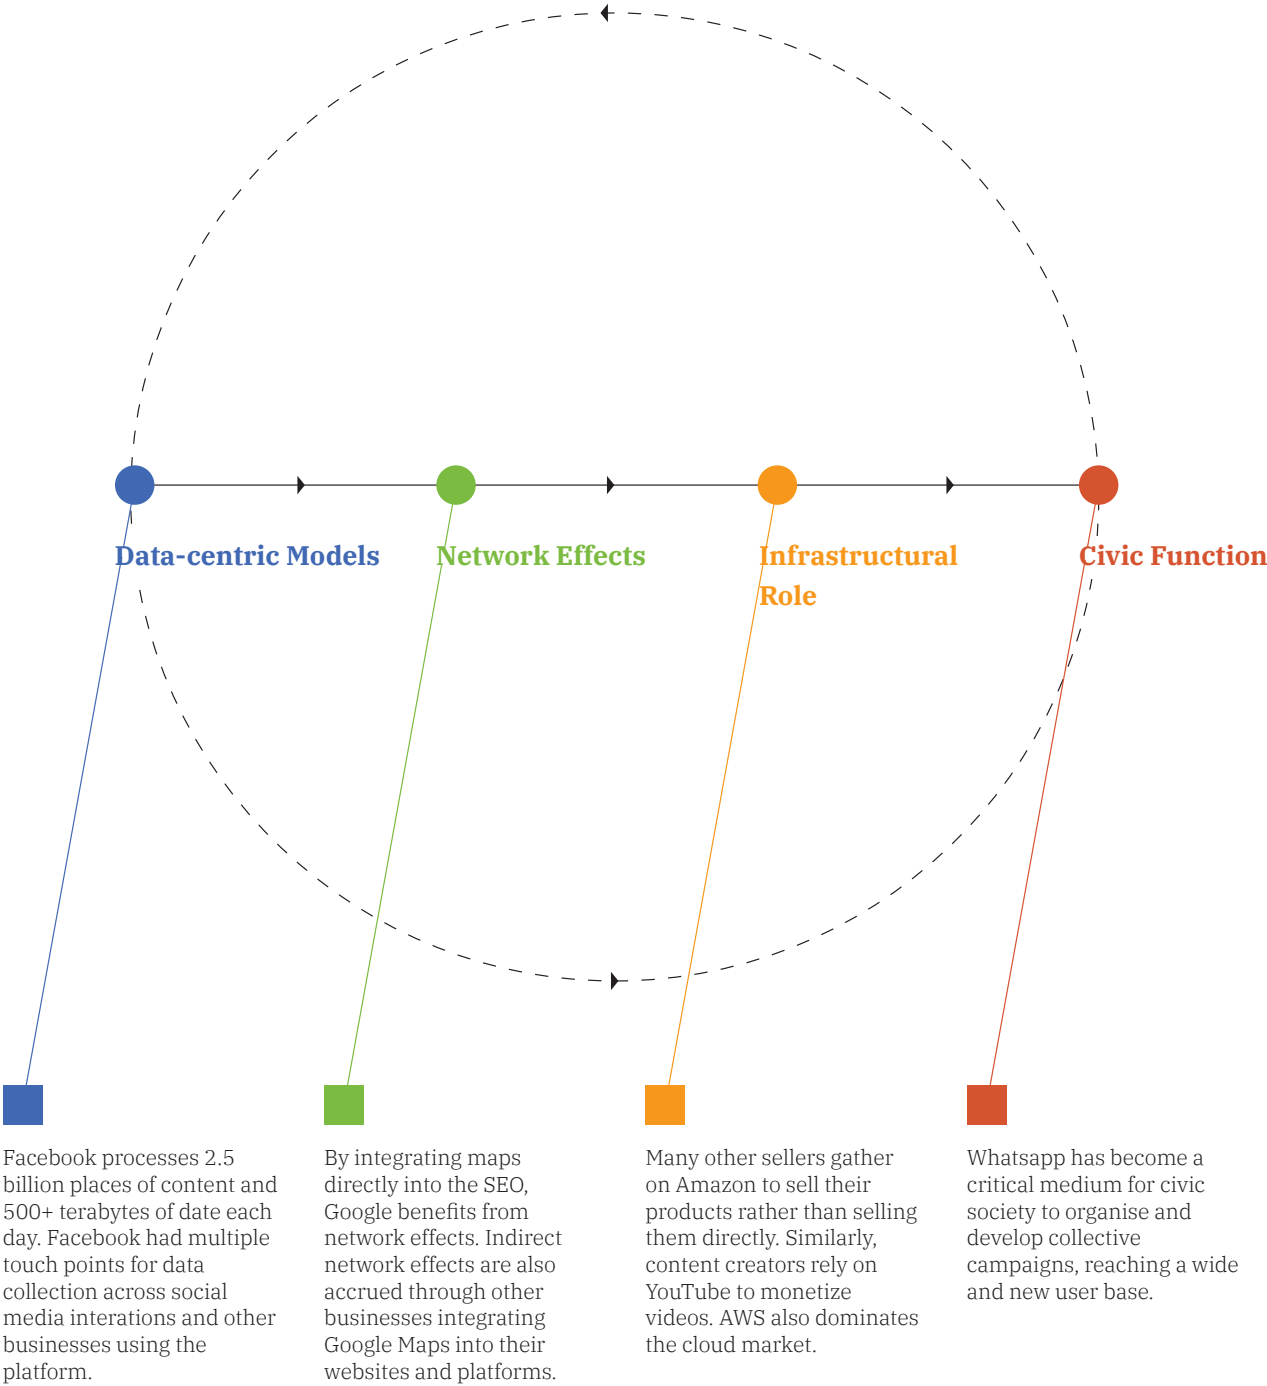 Data-centric Models
Network Effects
Infrastructural
Role
Civic Function
Facebook processes 2.5
billion places of content and
500+ terabytes of date each
day. Facebook had multiple
touch points for data
collection across social
media interations and other
businesses using the
platform.
By integrating maps
directly into the SEO,
Google benefits from
network effects. Indirect
network effects are also
accrued through other
businesses integrating
Google Maps into their
websites and platforms.
Many other sellers gather
on Amazon to sell their
products rather than selling
them directly. Similarly,
content creators rely on
YouTube to monetize
videos. AWS also dominates
the cloud market.
Whatsapp has become a
critical medium for civic
society to organise and
develop collective
campaigns, reaching a wide
and new user base.